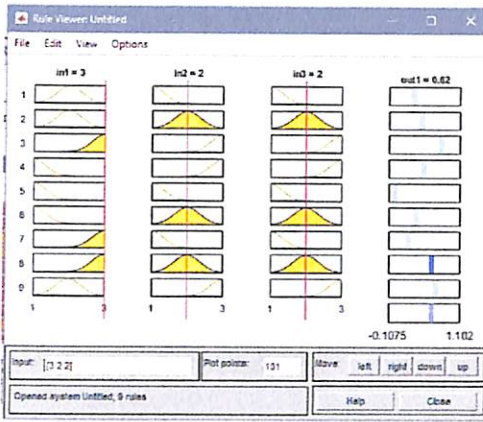 Rule Viewer: Untitled
File Edit View Options
in1 = 3 in2 = 2 in3 = 2 out1 = 0.62
1
2
3
4
5
6
7
8
9
1 3 1 3 1 3
-0.1075 1.102
Input: [3 2 2] Plot points: 101 Move: left right down up
Opened system Untitled, 9 rules Help Close